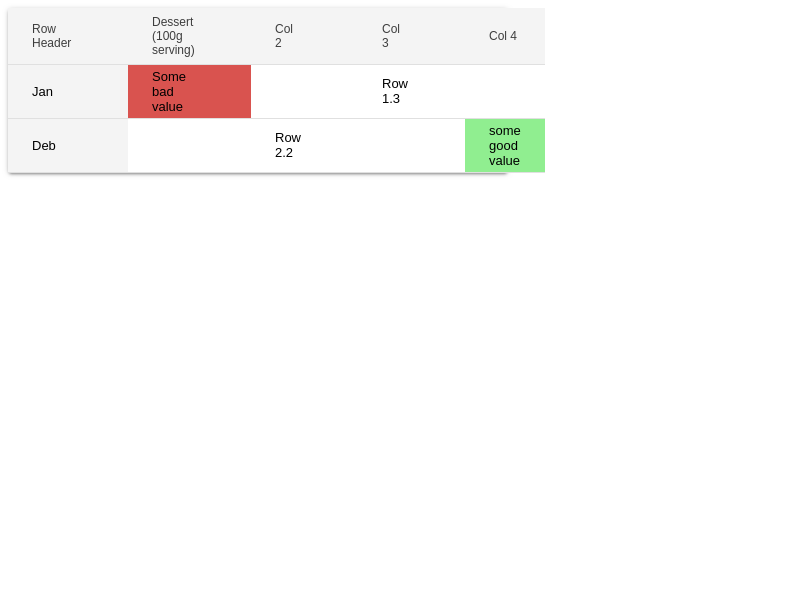 Row
Header
Dessert
(100g
serving)
Col
2
Col
3
Col 4
Jan
Some
bad
value
Row
1.3
Deb
Row
2.2
some
good
value